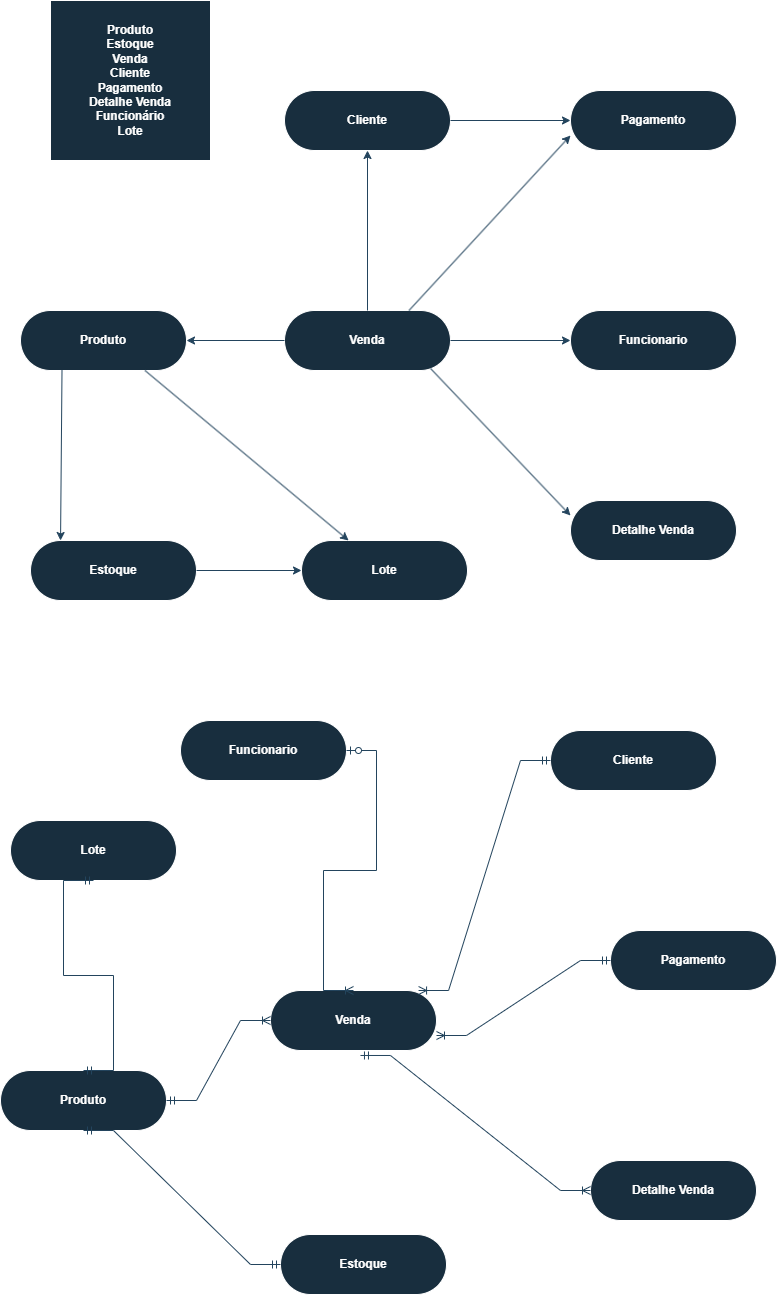 Produto
Estoque
Venda
Cliente
Pagamento
Detalhe Venda
Funcionário
Lote
Cliente
Pagamento
Produto
Venda
Funcionario
Detalhe Venda
Estoque
Lote
Funcionario
Cliente
Lote
Pagamento
Venda
Produto
Detalhe Venda
Estoque